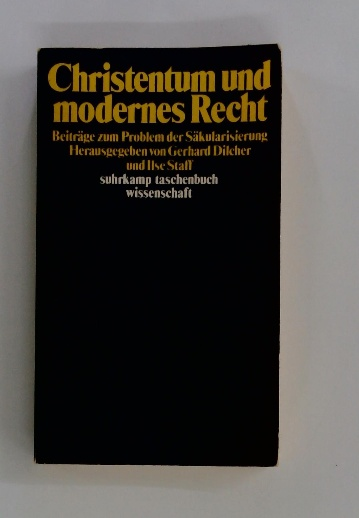 Christentum und
modernes Recht
Beiträge zum Problem der Säkularisierung
Herausgegeben von Gerhard Dilcher
und Ilse Staff
suhrkamp taschenbuch
wissenschaft